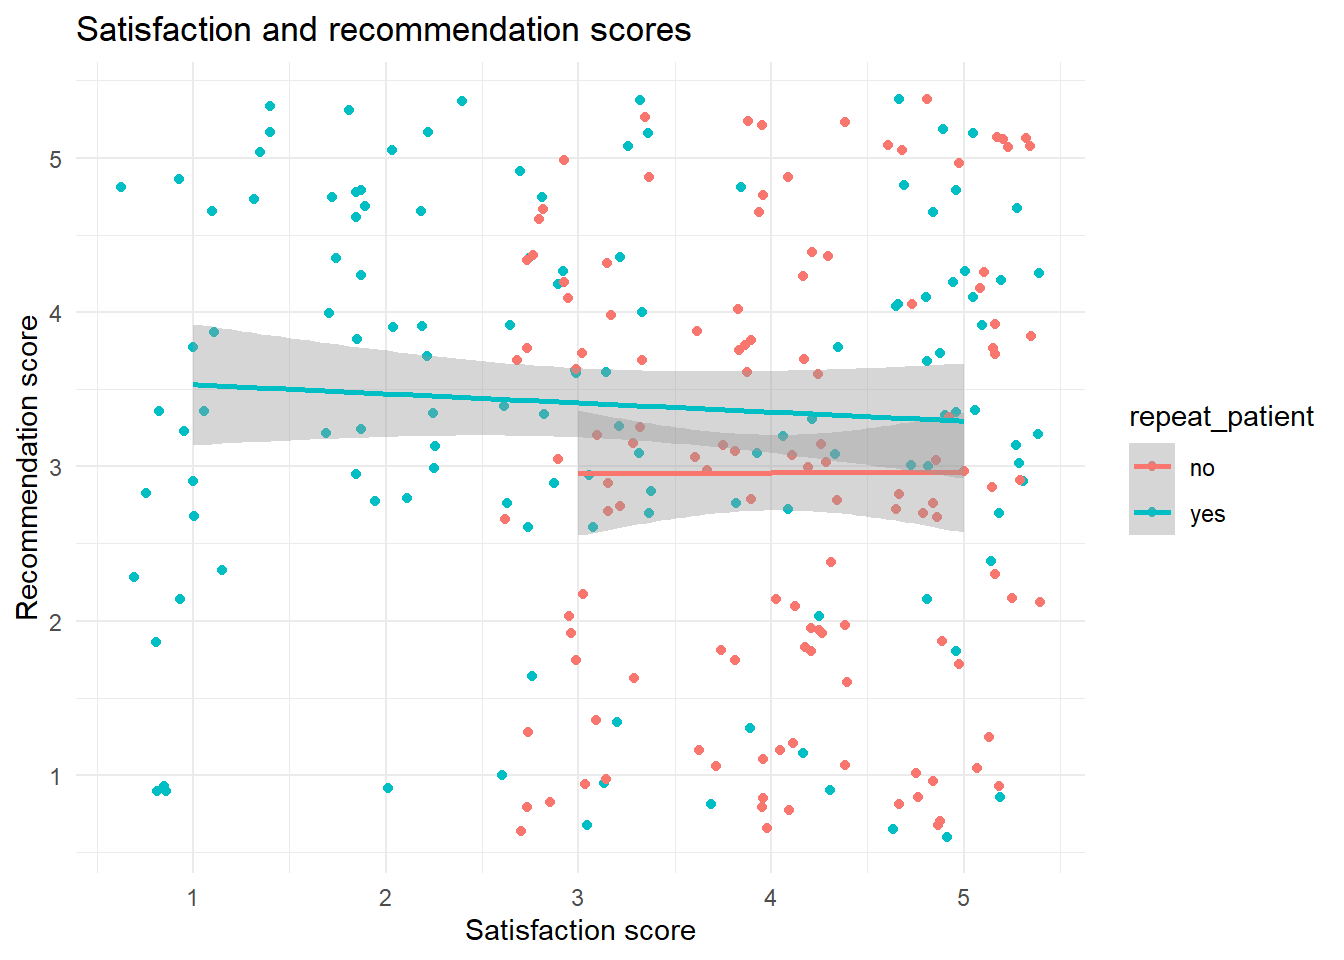 Satisfaction and recommendation scores
Recommendation score
5
4
3
2
1
1 2 3 4 5
Satisfaction score
repeat_patient
no
yes